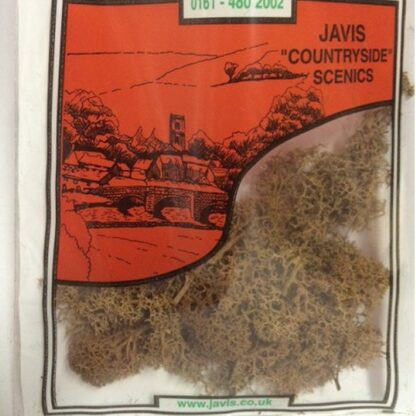 0161 - 480 2002
JAVIS
"COUNTRYSIDE"
SCENICS
www.javis.co.uk